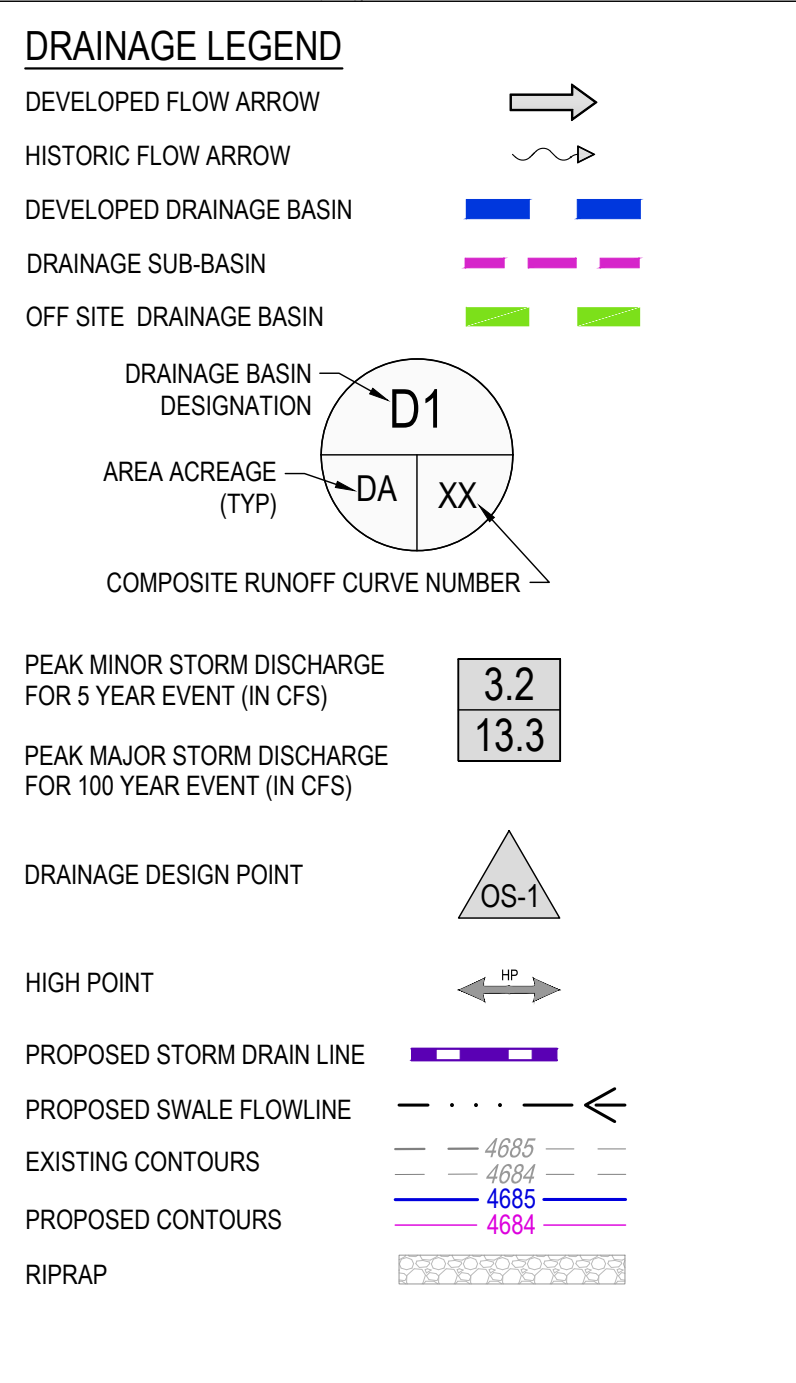 DRAINAGE LEGEND
DEVELOPED FLOW ARROW
HISTORIC FLOW ARROW
DEVELOPED DRAINAGE BASIN
DRAINAGE SUB-BASIN
OFF SITE DRAINAGE BASIN
DRAINAGE BASIN
DESIGNATION
D1
AREA ACREAGE
(TYP)
DA
XX
COMPOSITE RUNOFF CURVE NUMBER
PEAK MINOR STORM DISCHARGE
FOR 5 YEAR EVENT (IN CFS)
3.2
13.3
PEAK MAJOR STORM DISCHARGE
FOR 100 YEAR EVENT (IN CFS)
DRAINAGE DESIGN POINT
OS-1
HIGH POINT
HP
PROPOSED STORM DRAIN LINE
PROPOSED SWALE FLOWLINE
EXISTING CONTOURS
4685
4684
PROPOSED CONTOURS
4685
4684
RIPRAP